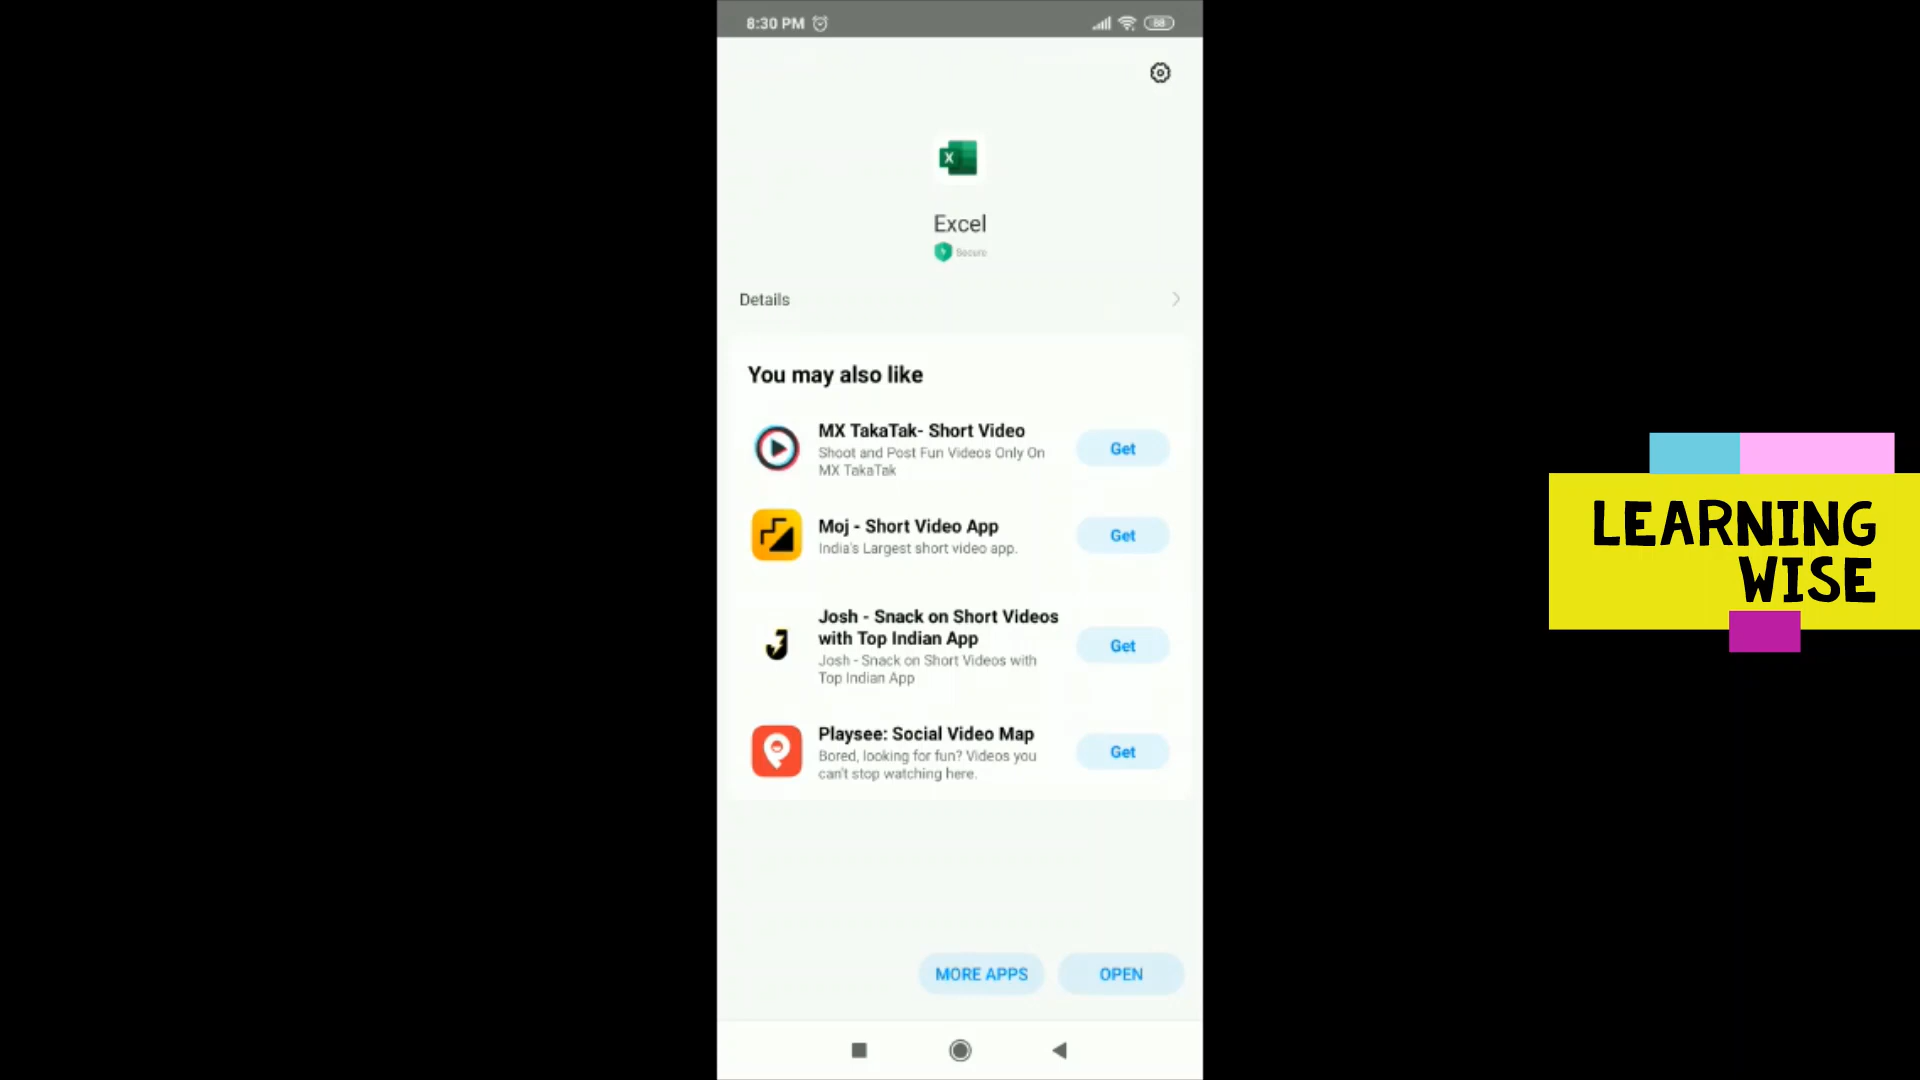 8:30 PM
88
Excel
Secure
Details
You may also like
MX TakaTak- Short Video
Shoot and Post Fun Videos Only On
MX TakaTak
Get
Moj - Short Video App
India's Largest short video app.
Get
Josh - Snack on Short Videos
with Top Indian App
Josh - Snack on Short Videos with
Top Indian App
Get
Playsee: Social Video Map
Bored, looking for fun? Videos you
can't stop watching here.
Get
MORE APPS
OPEN
LEARNING
WISE